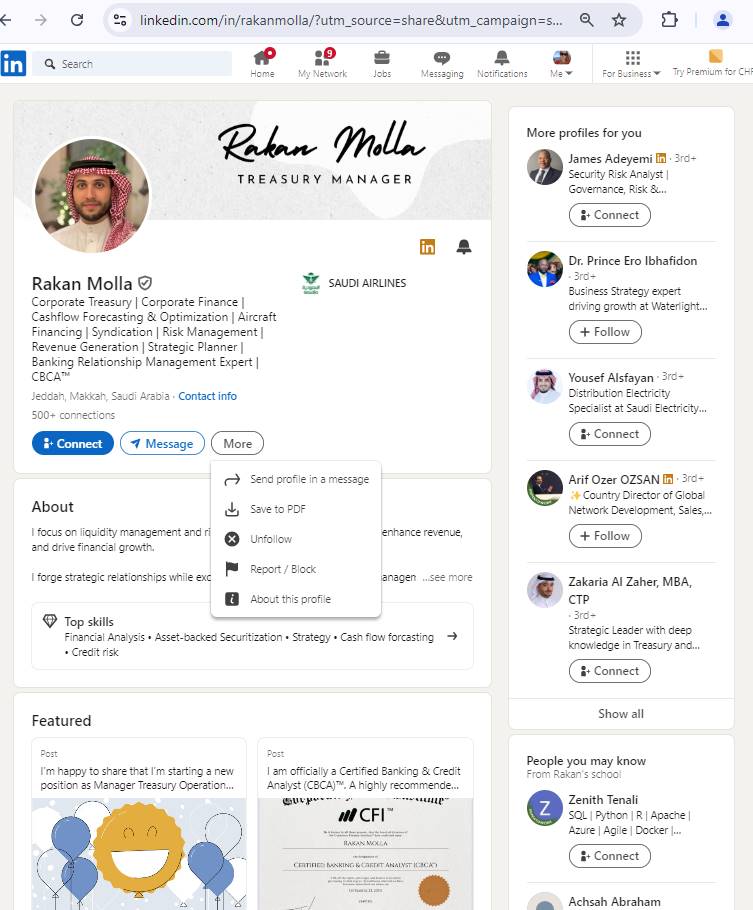 linkedin.com/in/rakanmolla/?utm_source=share&utm_campaign=s...
in
Search
Home
9
My Network
Jobs
Messaging
Notifications
Me
For Business
Try Premium for
Rakan Molla
TREASURY MANAGER
in
Rakan Molla
SAUDI AIRLINES
Corporate Treasury | Corporate Finance |
Cashflow Forecasting & Optimization | Aircraft
Financing | Syndication | Risk Management |
Revenue Generation | Strategic Planner |
Banking Relationship Management Expert |
CBCA™
Jeddah, Makkah, Saudi Arabia · Contact info
500+ connections
Connect
Message
More
Send profile in a message
Save to PDF
Unfollow
Report / Block
About this profile
About
I focus on liquidity management and enhance revenue,
and drive financial growth.
I forge strategic relationships while ...see more
Top skills
Financial Analysis • Asset-backed Securitization • Strategy • Cash flow forcasting
• Credit risk
Featured
Post
I'm happy to share that I'm starting a new
position as Manager Treasury Operation...
Post
I am officially a Certified Banking & Credit
Analyst (CBCA)™. A highly recommende...
CFI™
RAKAN MOLLA
CERTIFIED BANKING & CREDIT ANALYST (CBCA)™
More profiles for you
James Adeyemi in · 3rd+
Security Risk Analyst |
Governance, Risk &...
Connect
Dr. Prince Ero Ibhafidon
· 3rd+
Business Strategy expert
driving growth at Waterlight...
+ Follow
Yousef Alsfayan · 3rd+
Distribution Electricity
Specialist at Saudi Electricity...
Connect
Arif Ozer OZSAN in · 3rd+
✨Country Director of Global
Network Development, Sales,...
+ Follow
Zakaria Al Zaher, MBA,
CTP
· 3rd+
Strategic Leader with deep
knowledge in Treasury and...
Connect
Show all
People you may know
From Rakan's school
Z
Zenith Tenali
SQL | Python | R | Apache |
Azure | Agile | Docker |...
Connect
Achsah Abraham